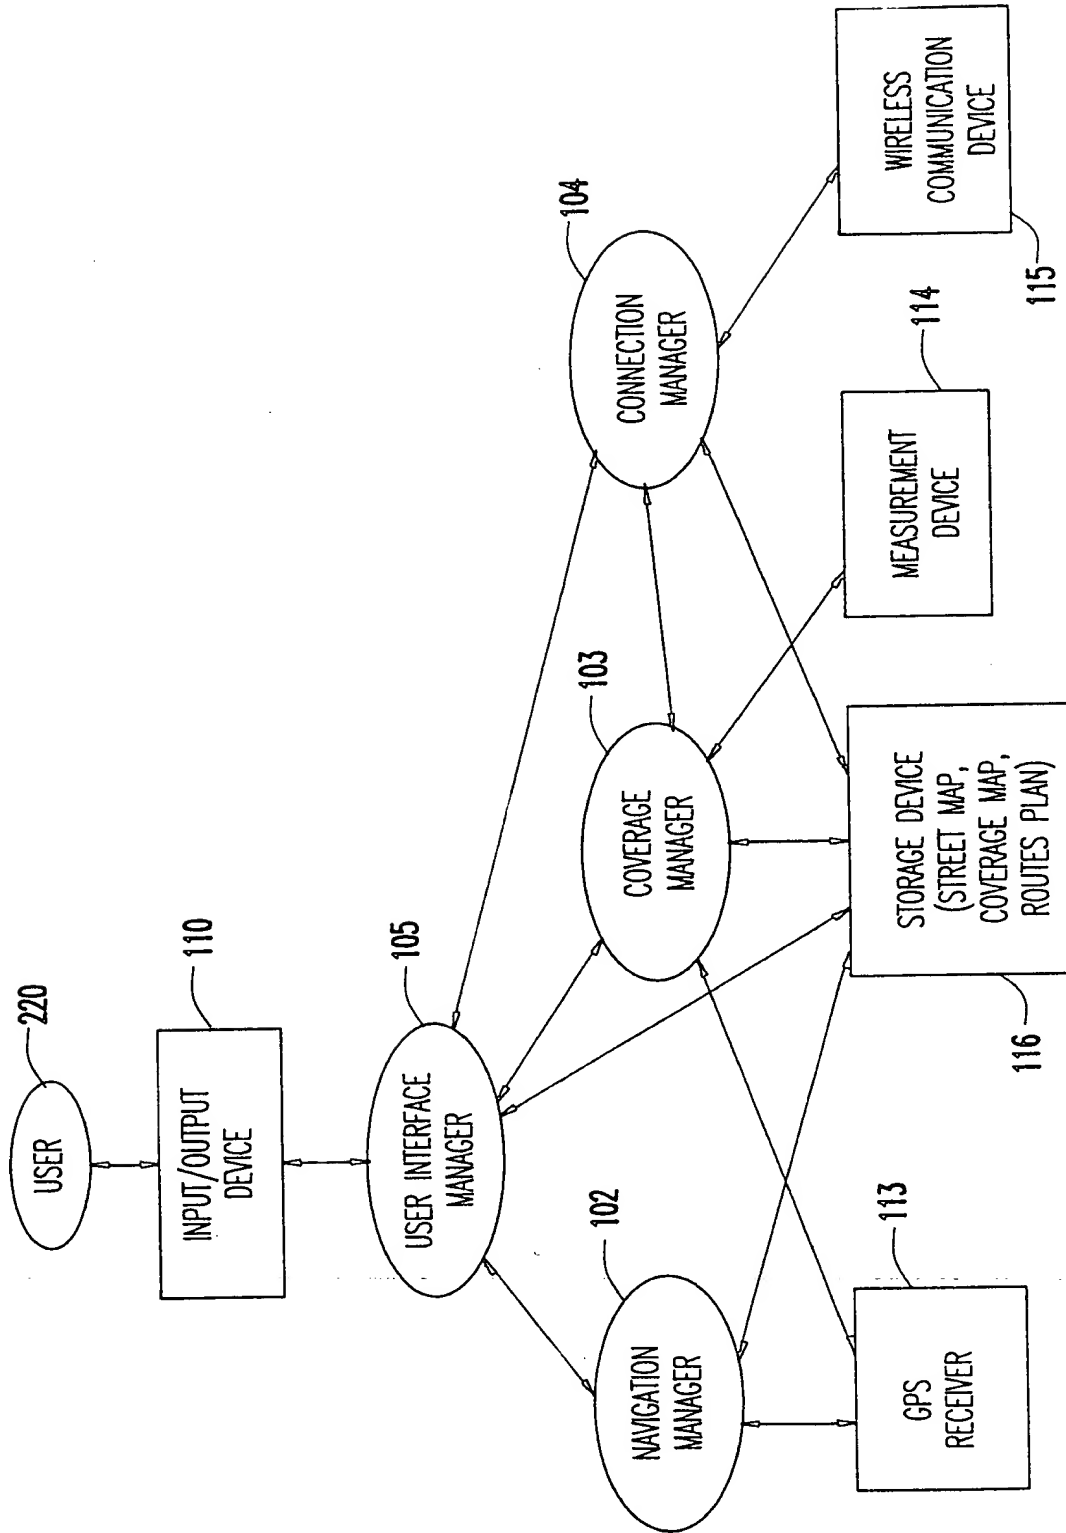 220
USER
110
INPUT/OUTPUT
DEVICE
105
USER INTERFACE
MANAGER
102
NAVIGATION
MANAGER
103
COVERAGE
MANAGER
104
CONNECTION
MANAGER
113
GPS
RECEIVER
116
STORAGE DEVICE
(STREET MAP,
COVERAGE MAP,
ROUTES PLAN)
114
MEASUREMENT
DEVICE
115
WIRELESS
COMMUNICATION
DEVICE